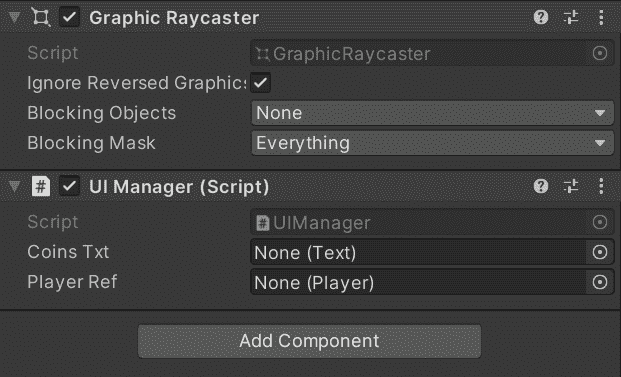 Graphic Raycaster
Script GraphicRaycaster
Ignore Reversed Graphics
Blocking Objects None
Blocking Mask Everything
# UI Manager (Script)
Script # UIManager
Coins Txt None (Text)
Player Ref None (Player)
Add Component